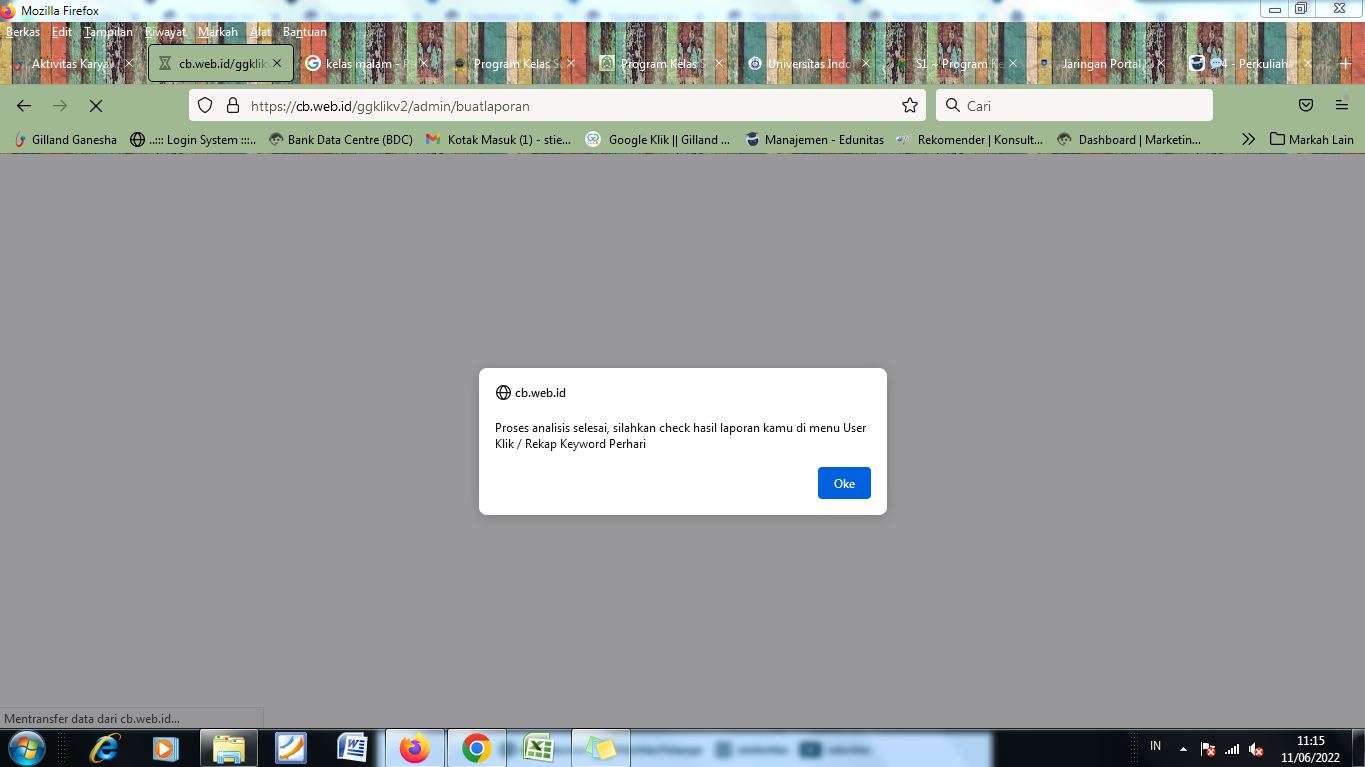 Mozilla Firefox
Berkas Edit Tampilan Riwayat Markah Alat Bantuan
Aktivitas Karya
cb.web.id/ggklik
kelas malam - P
Program Kelas S
Program Kelas S
Universitas Indo
S1 - Program Ke
Jaringan Portal
4 - Perkuliah
https://cb.web.id/ggklikv2/admin/buatlaporan
Cari
Gilland Ganesha
..::: Login System :::..
Bank Data Centre (BDC)
Kotak Masuk (1) - stie...
Google Klik || Gilland ...
Manajemen - Edunitas
Rekomender | Konsult...
Dashboard | Marketin...
Markah Lain
cb.web.id
Proses analisis selesai, silahkan check hasil laporan kamu di menu User
Klik / Rekap Keyword Perhari
Oke
Mentransfer data dari cb.web.id...
IN
11:15
11/06/2022